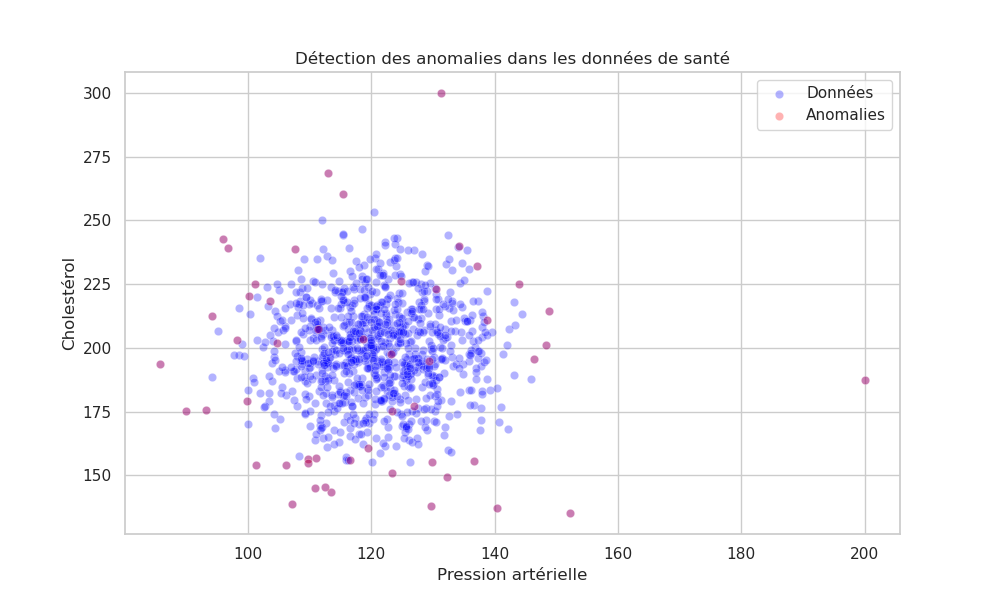 Détection des anomalies dans les données de santé
Données
Anomalies
300
275
250
225
200
175
150
Cholestérol
100 120 140 160 180 200
Pression artérielle